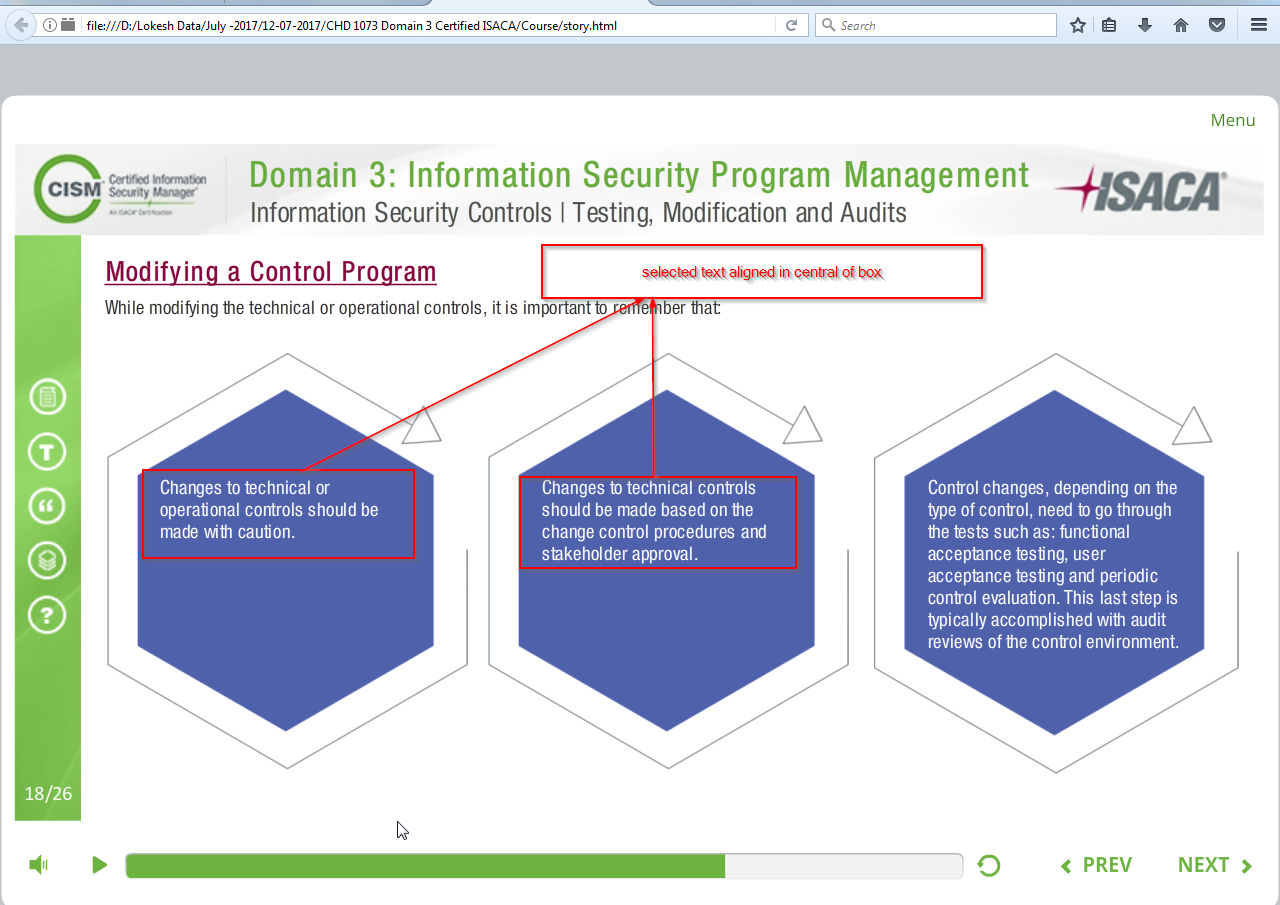 file:///D:/Lokesh Data/July -2017/12-07-2017/CHD 1073 Domain 3 Certified ISACA/Course/story.html
Search
Menu
CISM
Certified Information
Security Manager®
An ISACA® Certification
Domain 3: Information Security Program Management
Information Security Controls | Testing, Modification and Audits
ISACA®
Modifying a Control Program
selected text aligned in central of box
While modifying the technical or operational controls, it is important to remember that:
Changes to technical or
operational controls should be
made with caution.
Changes to technical controls
should be made based on the
change control procedures and
stakeholder approval.
Control changes, depending on the
type of control, need to go through
the tests such as: functional
acceptance testing, user
acceptance testing and periodic
control evaluation. This last step is
typically accomplished with audit
reviews of the control environment.
T
“
?
18/26
PREV
NEXT